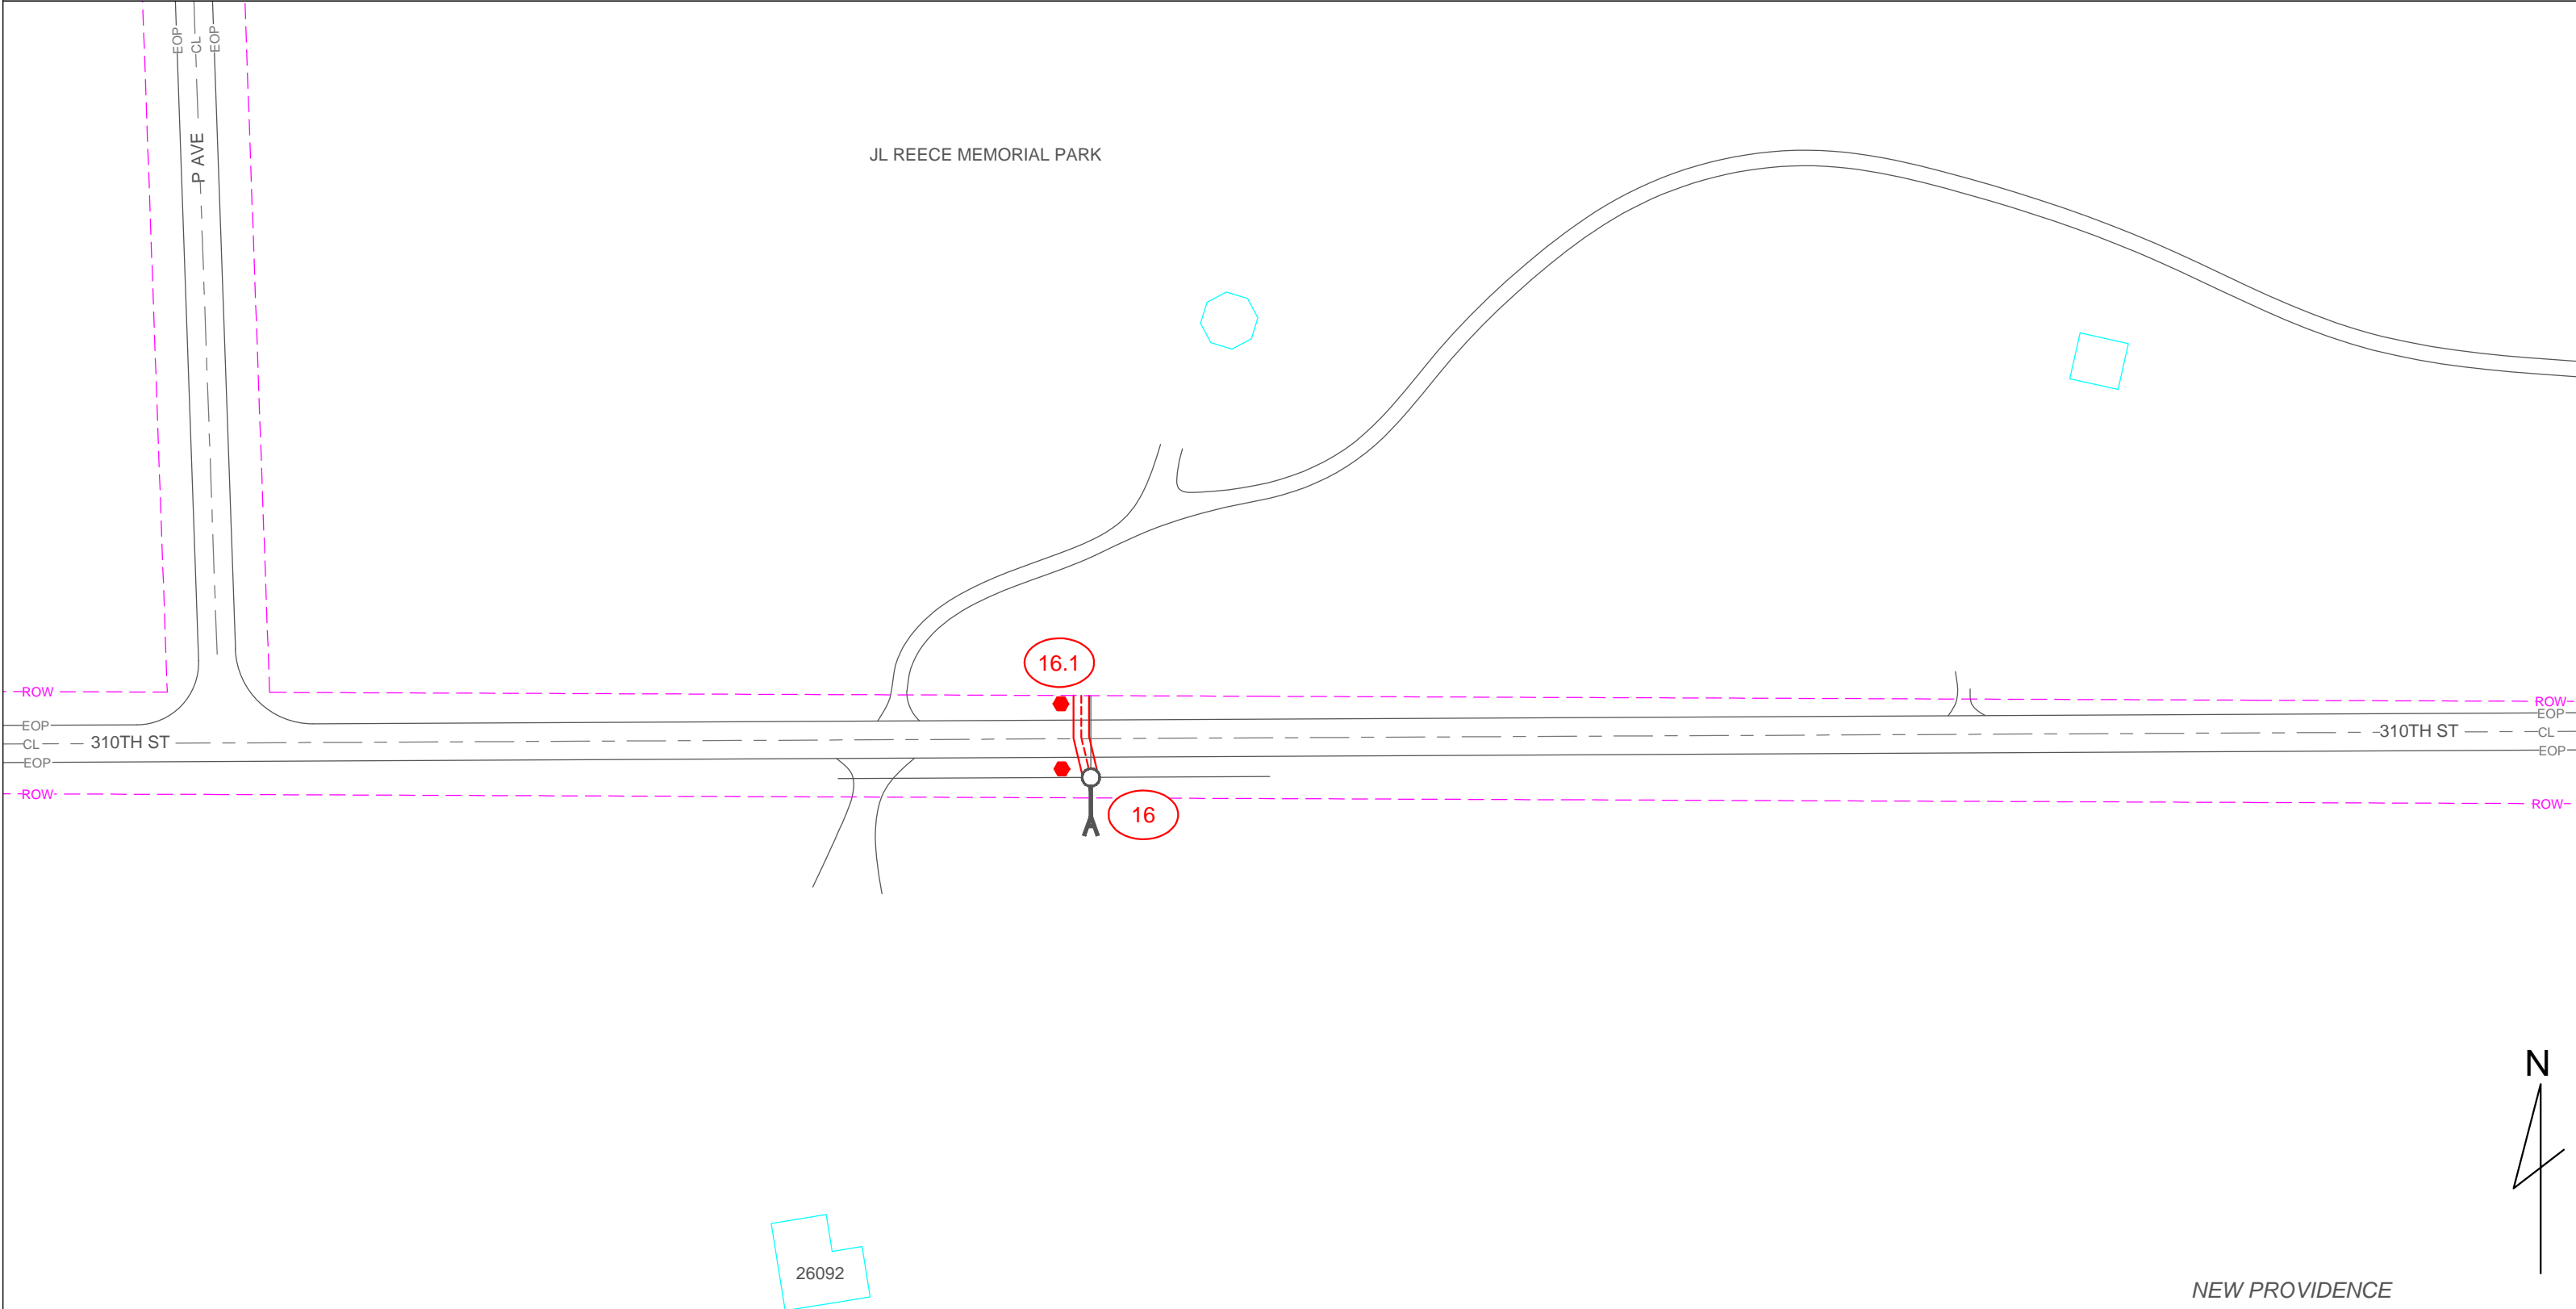 EOP
CL
EOP
P AVE
JL REECE MEMORIAL PARK
16.1
ROW
ROW
EOP
EOP
CL
310TH ST
310TH ST
CL
EOP
EOP
ROW
ROW
16
N
26092
NEW PROVIDENCE